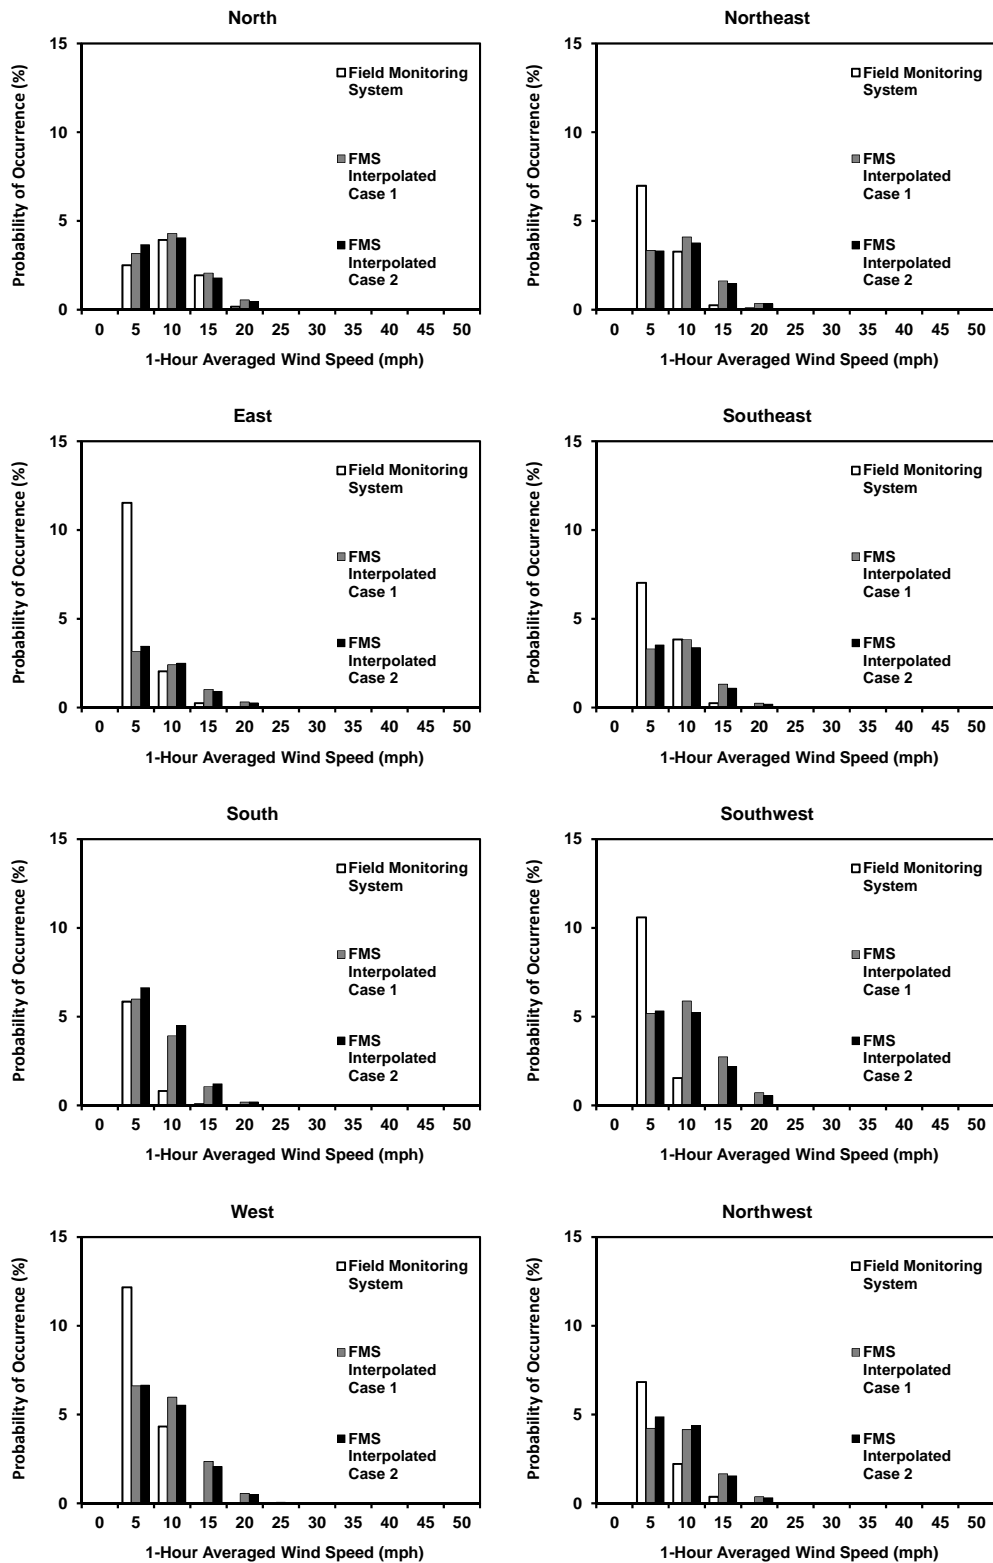 North
15
10
5
0
Probability of Occurrence (%)
Field Monitoring
System
FMS
Interpolated
Case 1
FMS
Interpolated
Case 2
0 5 10 15 20 25 30 35 40 45 50
1-Hour Averaged Wind Speed (mph)
Northeast
15
10
5
0
Probability of Occurrence (%)
Field Monitoring
System
FMS
Interpolated
Case 1
FMS
Interpolated
Case 2
0 5 10 15 20 25 30 35 40 45 50
1-Hour Averaged Wind Speed (mph)
East
15
10
5
0
Probability of Occurrence (%)
Field Monitoring
System
FMS
Interpolated
Case 1
FMS
Interpolated
Case 2
0 5 10 15 20 25 30 35 40 45 50
1-Hour Averaged Wind Speed (mph)
Southeast
15
10
5
0
Probability of Occurrence (%)
Field Monitoring
System
FMS
Interpolated
Case 1
FMS
Interpolated
Case 2
0 5 10 15 20 25 30 35 40 45 50
1-Hour Averaged Wind Speed (mph)
South
15
10
5
0
Probability of Occurrence (%)
Field Monitoring
System
FMS
Interpolated
Case 1
FMS
Interpolated
Case 2
0 5 10 15 20 25 30 35 40 45 50
1-Hour Averaged Wind Speed (mph)
Southwest
15
10
5
0
Probability of Occurrence (%)
Field Monitoring
System
FMS
Interpolated
Case 1
FMS
Interpolated
Case 2
0 5 10 15 20 25 30 35 40 45 50
1-Hour Averaged Wind Speed (mph)
West
15
10
5
0
Probability of Occurrence (%)
Field Monitoring
System
FMS
Interpolated
Case 1
FMS
Interpolated
Case 2
0 5 10 15 20 25 30 35 40 45 50
1-Hour Averaged Wind Speed (mph)
Northwest
15
10
5
0
Probability of Occurrence (%)
Field Monitoring
System
FMS
Interpolated
Case 1
FMS
Interpolated
Case 2
0 5 10 15 20 25 30 35 40 45 50
1-Hour Averaged Wind Speed (mph)